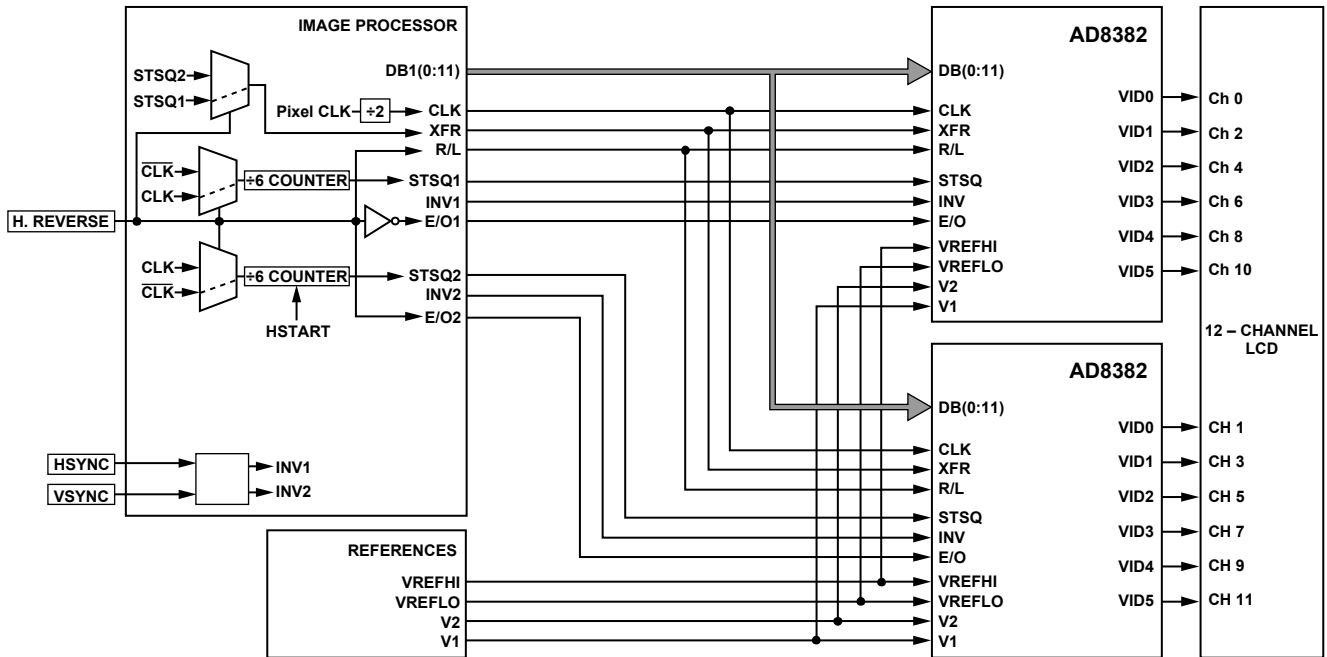 IMAGE PROCESSOR
STSQ2
STSQ1
DB1(0:11)
Pixel CLK
÷2
CLK
XFR
R/L
C̅L̅K̅
CLK
÷6 COUNTER
STSQ1
INV1
E/O1
H. REVERSE
CLK
C̅L̅K̅
÷6 COUNTER
STSQ2
INV2
E/O2
HSTART
HSYNC
VSYNC
INV1
INV2
REFERENCES
VREFHI
VREFLO
V2
V1
AD8382
DB(0:11)
CLK
XFR
R/L
STSQ
INV
E/O
VREFHI
VREFLO
V2
V1
VID0
VID1
VID2
VID3
VID4
VID5
AD8382
DB(0:11)
CLK
XFR
R/L
STSQ
INV
E/O
VREFHI
VREFLO
V2
V1
VID0
VID1
VID2
VID3
VID4
VID5
Ch 0
Ch 2
Ch 4
Ch 6
Ch 8
Ch 10
12 – CHANNEL
LCD
CH 1
CH 3
CH 5
CH 7
CH 9
CH 11